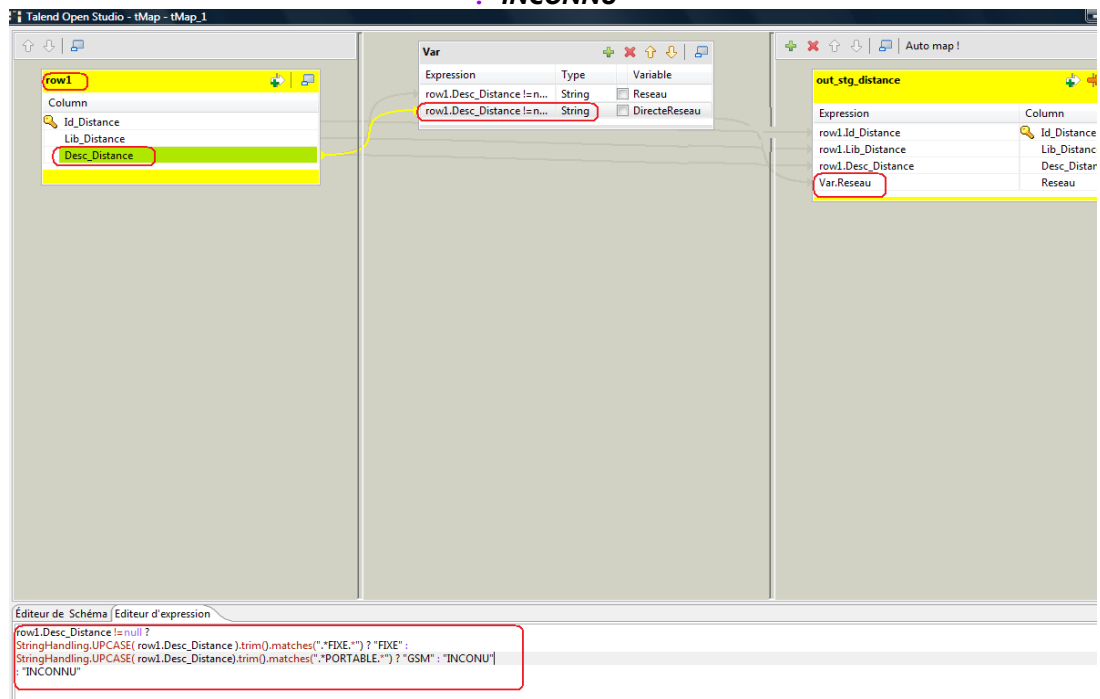 : "INCONNU"
Talend Open Studio - tMap - tMap_1
Auto map !
row1
Column
Id_Distance
Lib_Distance
Desc_Distance
Var
Expression Type Variable
row1.Desc_Distance != n... String Reseau
row1.Desc_Distance != n... String DirecteReseau
out_stg_distance
Expression Column
row1.Id_Distance Id_Distance
row1.Lib_Distance Lib_Distanc
row1.Desc_Distance Desc_Distar
Var.Reseau Reseau
Éditeur de Schéma Editeur d'expression
row1.Desc_Distance != null ?
StringHandling.UPCASE( row1.Desc_Distance ).trim().matches(".*FIXE.*") ? "FIXE" :
StringHandling.UPCASE( row1.Desc_Distance).trim().matches(".*PORTABLE.*") ? "GSM" : "INCONU"
: "INCONNU"